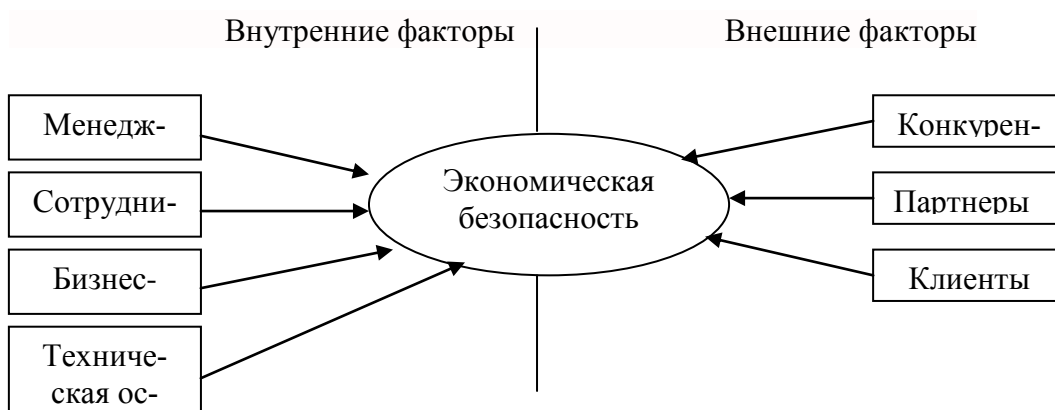 Внутренние факторы
Внешние факторы
Менедж-
Сотрудни-
Бизнес-
Техниче-
ская ос-
Экономическая
безопасность
Конкурен-
Партнеры
Клиенты